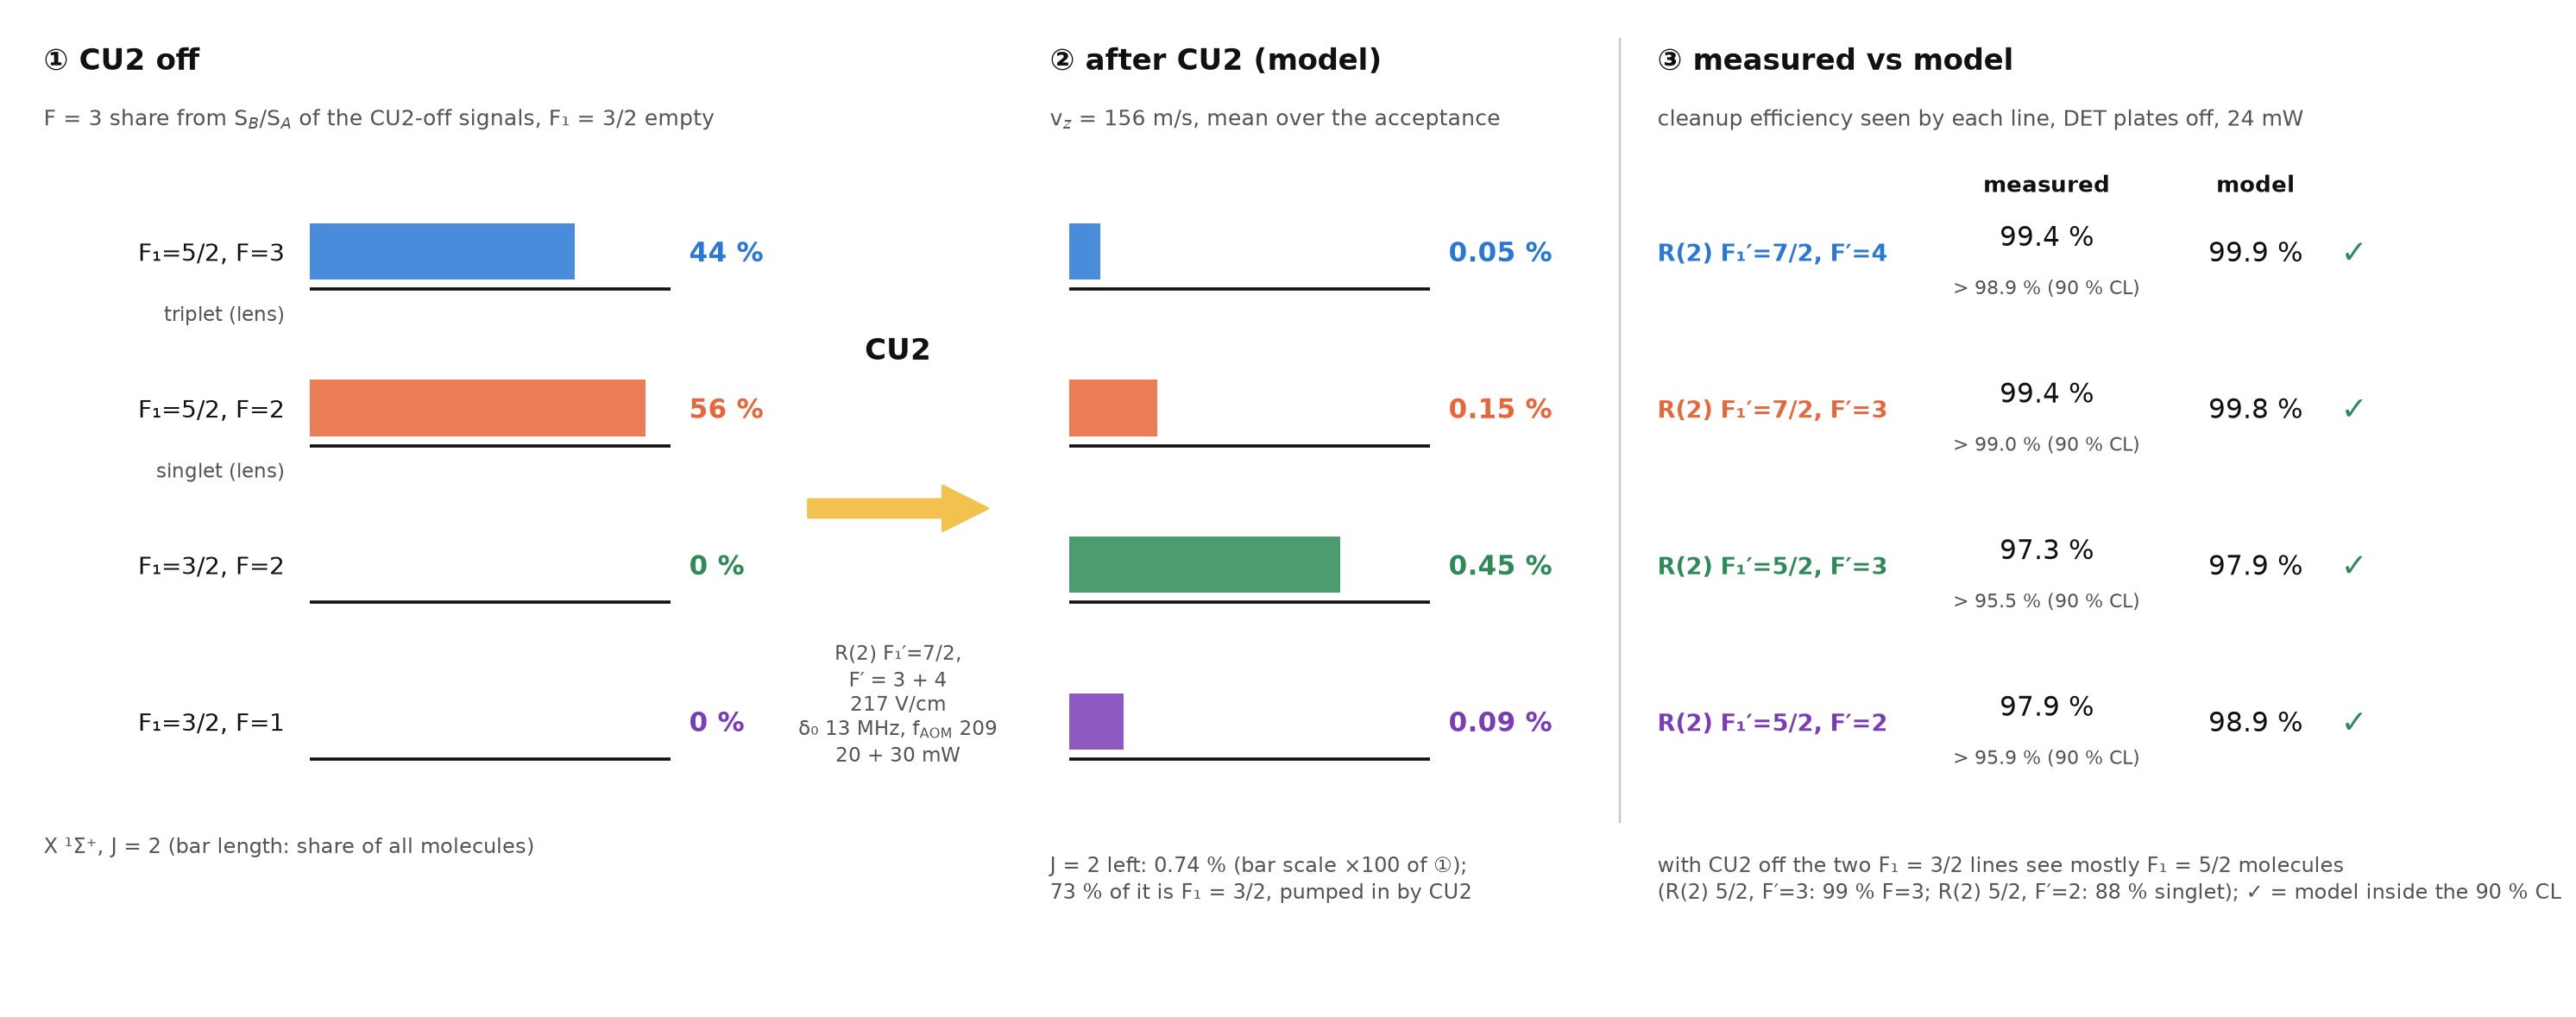 ① CU2 off
F = 3 share from S_B/S_A of the CU2-off signals, F₁ = 3/2 empty
F₁=5/2, F=3
44 %
triplet (lens)
F₁=5/2, F=2
56 %
singlet (lens)
F₁=3/2, F=2
0 %
F₁=3/2, F=1
0 %
X ¹Σ⁺, J = 2 (bar length: share of all molecules)
CU2
R(2) F₁′=7/2,
F′ = 3 + 4
217 V/cm
δ₀ 13 MHz, f_AOM 209
20 + 30 mW
② after CU2 (model)
v_z = 156 m/s, mean over the acceptance
0.05 %
0.15 %
0.45 %
0.09 %
J = 2 left: 0.74 % (bar scale ×100 of ①);
73 % of it is F₁ = 3/2, pumped in by CU2
③ measured vs model
cleanup efficiency seen by each line, DET plates off, 24 mW
measured model
R(2) F₁′=7/2, F′=4 99.4 % 99.9 % ✓
> 98.9 % (90 % CL)
R(2) F₁′=7/2, F′=3 99.4 % 99.8 % ✓
> 99.0 % (90 % CL)
R(2) F₁′=5/2, F′=3 97.3 % 97.9 % ✓
> 95.5 % (90 % CL)
R(2) F₁′=5/2, F′=2 97.9 % 98.9 % ✓
> 95.9 % (90 % CL)
with CU2 off the two F₁ = 3/2 lines see mostly F₁ = 5/2 molecules
(R(2) 5/2, F′=3: 99 % F=3; R(2) 5/2, F′=2: 88 % singlet); ✓ = model inside the 90 % CL